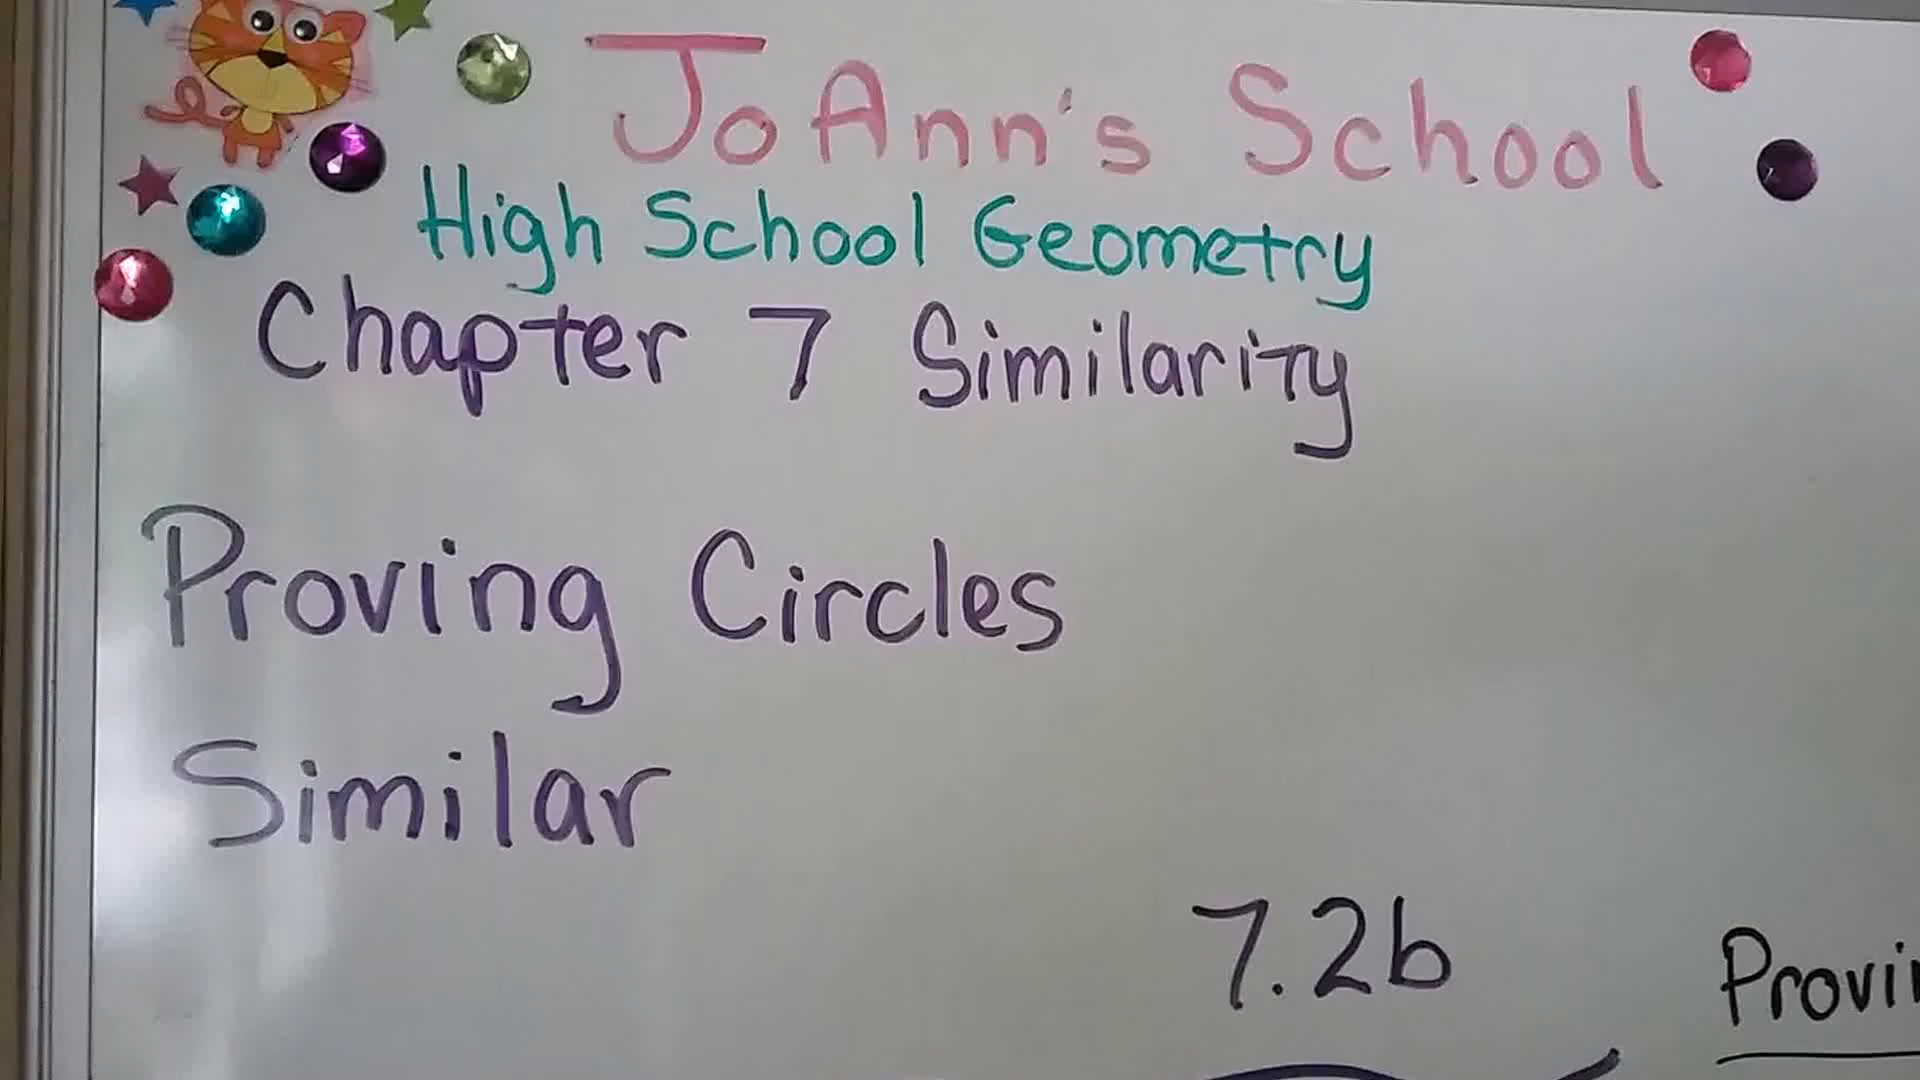 JoAnn's School
High School Geometry
Chapter 7 Similarity
Proving Circles
Similar
7.2b